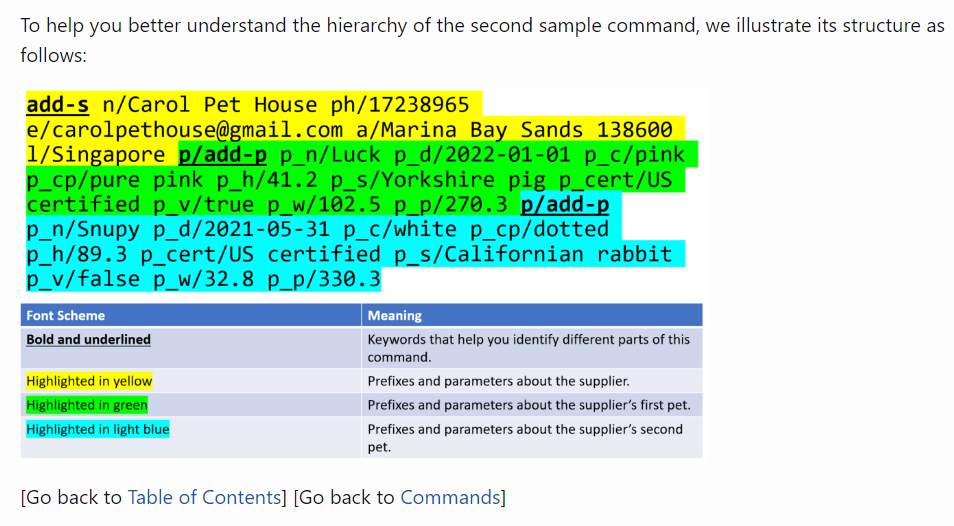 To help you better understand the hierarchy of the second sample command, we illustrate its structure as
follows:
add-s n/Carol Pet House ph/17238965
e/carolpethouse@gmail.com a/Marina Bay Sands 138600
l/Singapore p/add-p p_n/Luck p_d/2022-01-01 p_c/pink
p_cp/pure pink p_h/41.2 p_s/Yorkshire pig p_cert/US
certified p_v/true p_w/102.5 p_p/270.3 p/add-p
p_n/Snupy p_d/2021-05-31 p_c/white p_cp/dotted
p_h/89.3 p_cert/US certified p_s/Californian rabbit
p_v/false p_w/32.8 p_p/330.3
Font Scheme Meaning
Bold and underlined Keywords that help you identify different parts of this
command.
Highlighted in yellow Prefixes and parameters about the supplier.
Highlighted in green Prefixes and parameters about the supplier’s first pet.
Highlighted in light blue Prefixes and parameters about the supplier’s second
pet.
[Go back to Table of Contents] [Go back to Commands]